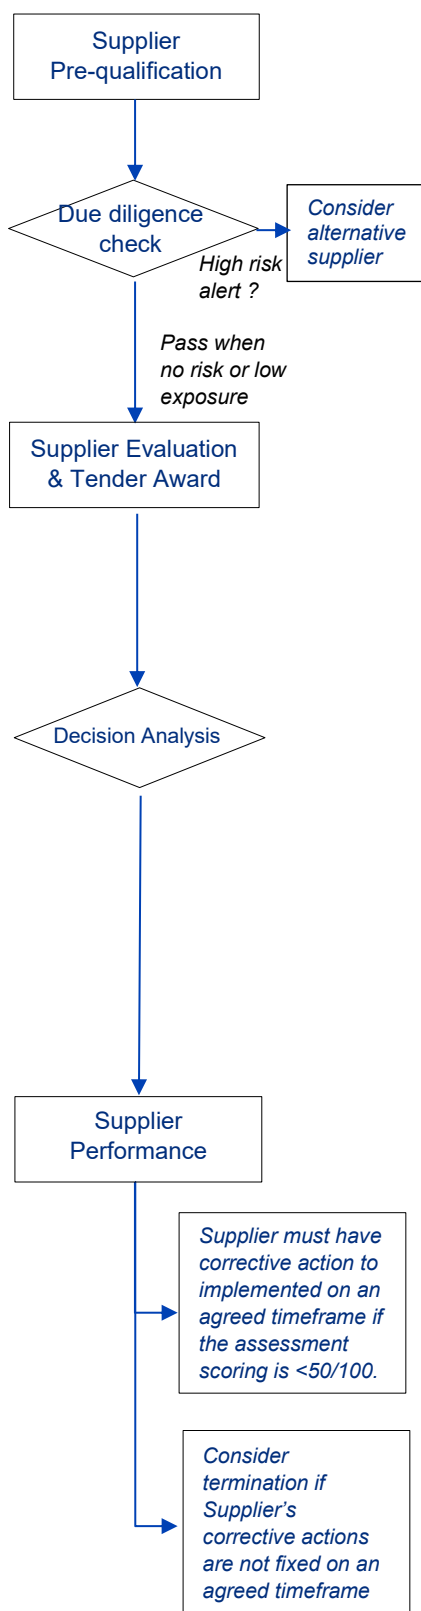 Supplier
Pre-qualification
Due diligence
check
Consider
alternative
supplier
High risk
alert ?
Pass when
no risk or low
exposure
Supplier Evaluation
& Tender Award
Decision Analysis
Supplier
Performance
Supplier must have
corrective action to
implemented on an
agreed timeframe if
the assessment
scoring is <50/100.
Consider
termination if
Supplier’s
corrective actions
are not fixed on an
agreed timeframe